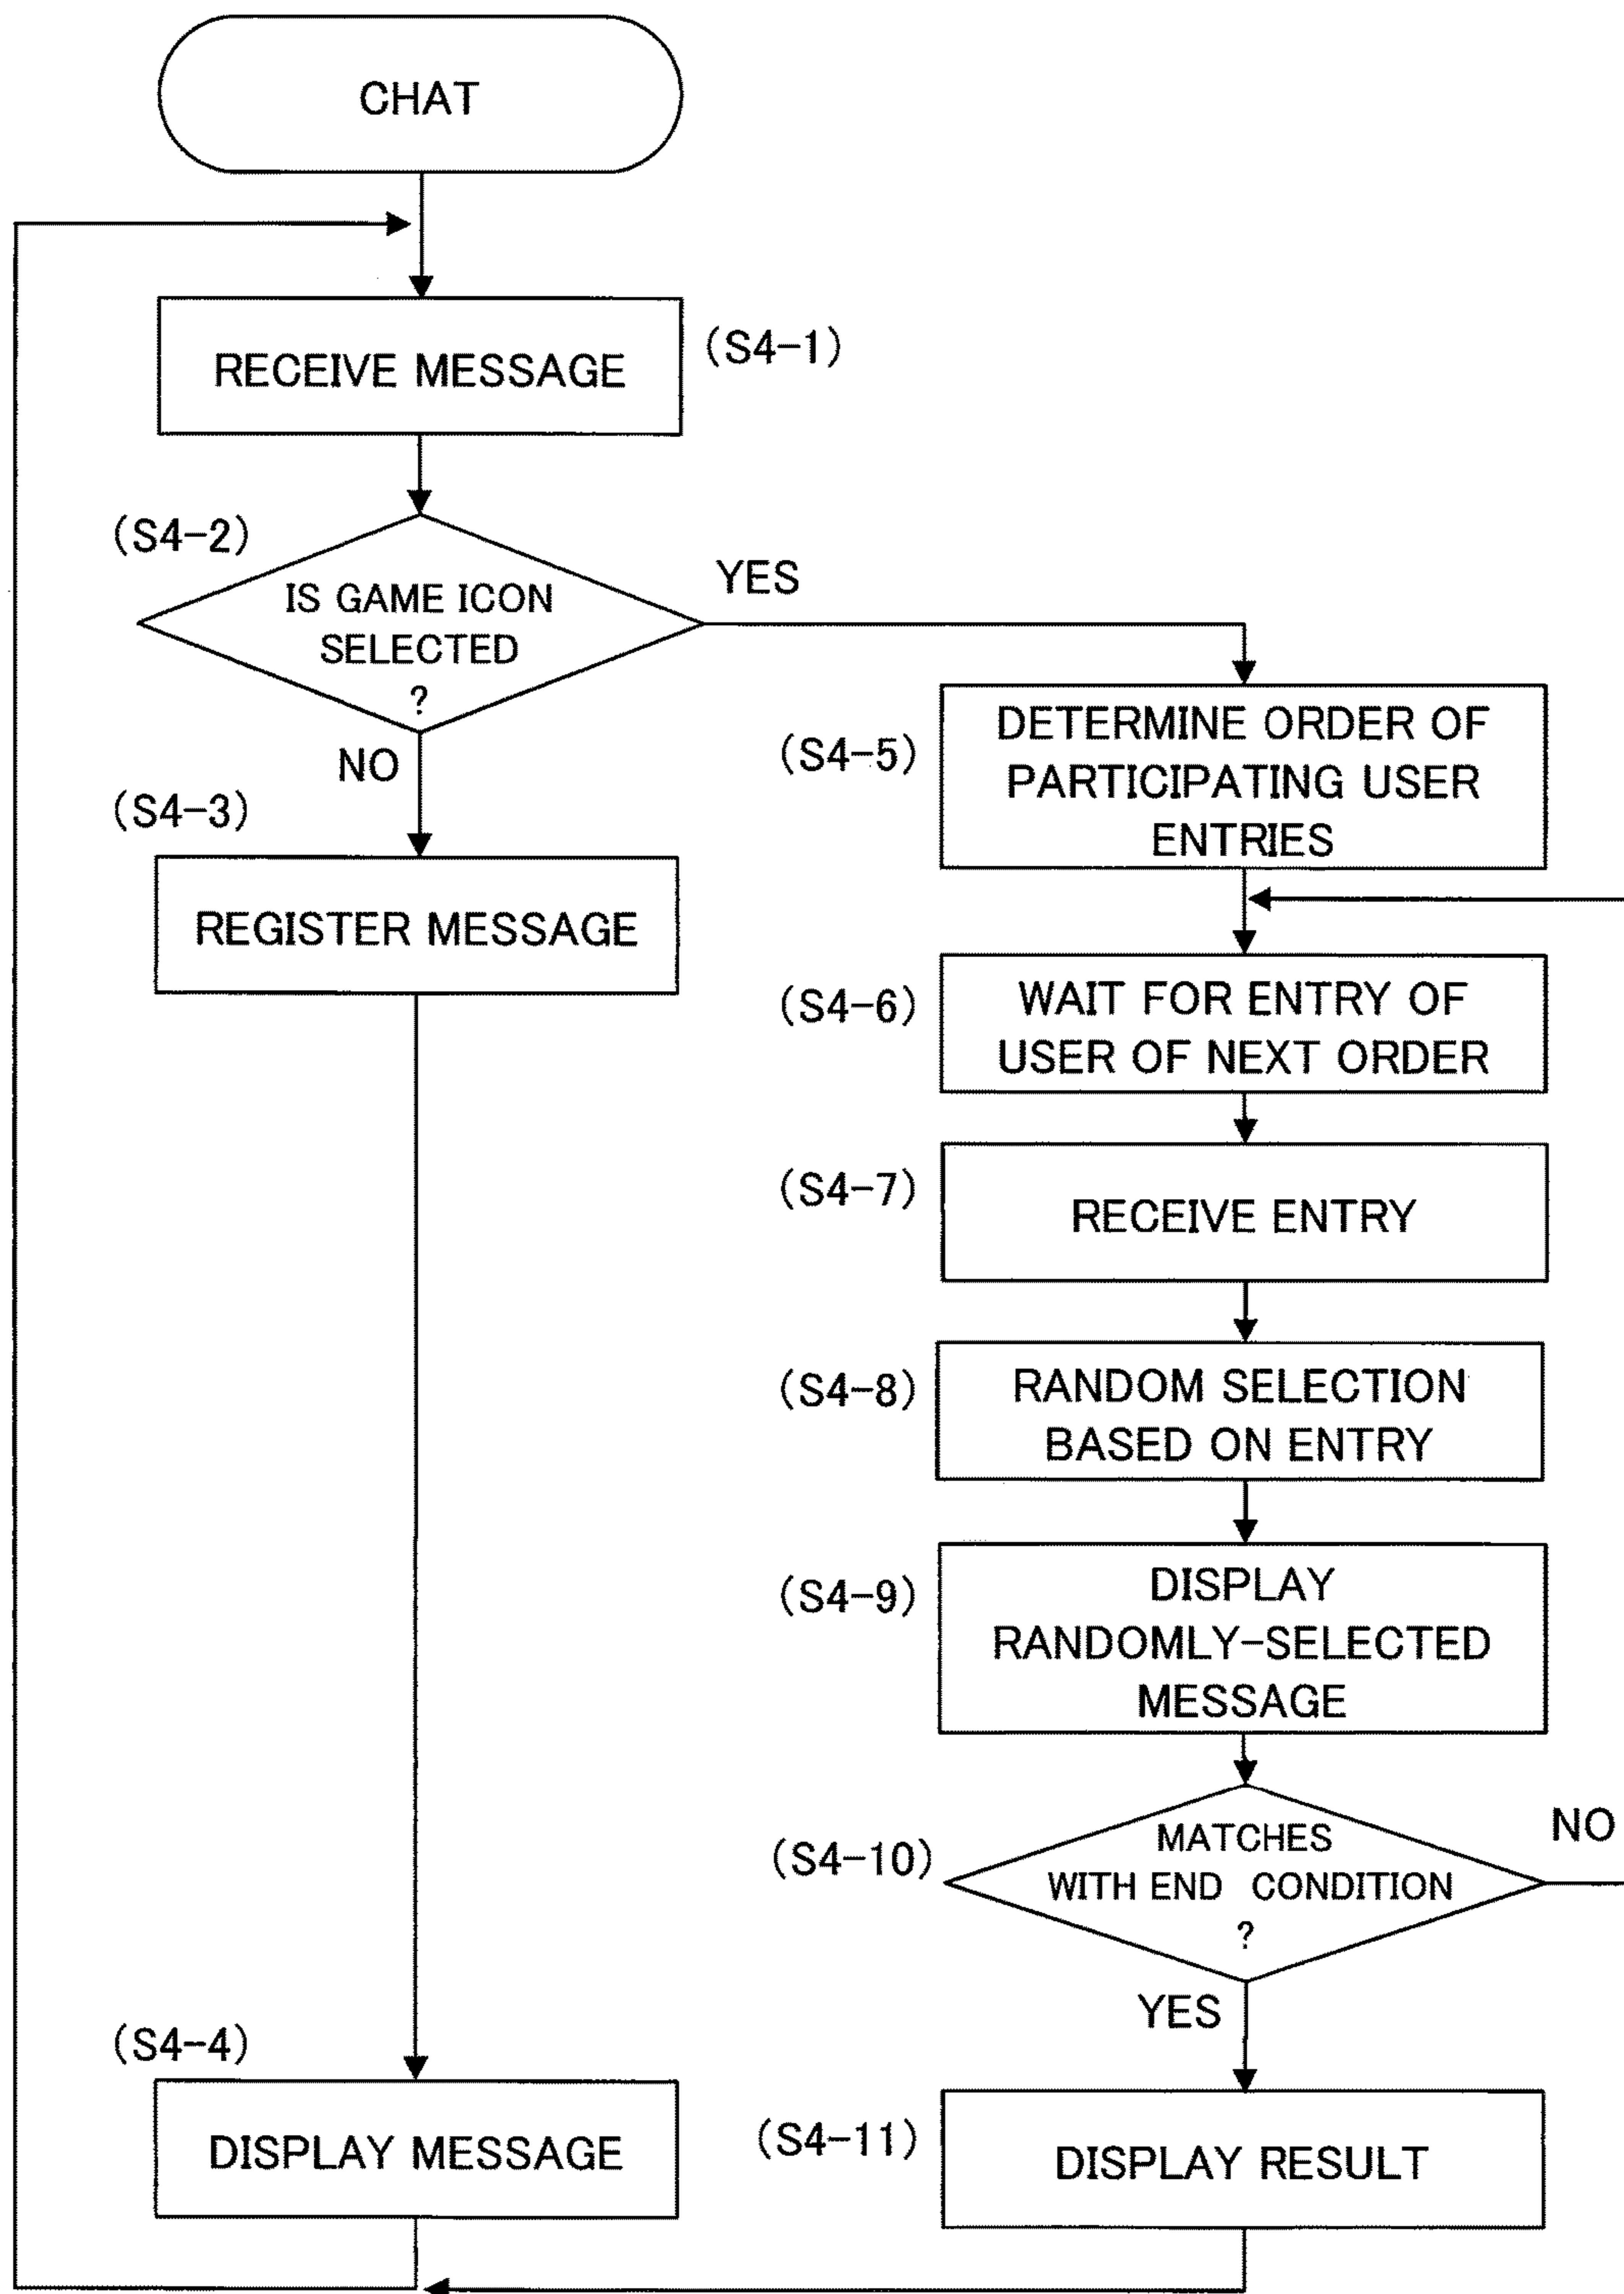 CHAT
RECEIVE MESSAGE
(S4-1)
(S4-2)
IS GAME ICON
SELECTED
?
YES
NO
(S4-3)
REGISTER MESSAGE
(S4-4)
DISPLAY MESSAGE
(S4-5)
DETERMINE ORDER OF
PARTICIPATING USER
ENTRIES
(S4-6)
WAIT FOR ENTRY OF
USER OF NEXT ORDER
(S4-7)
RECEIVE ENTRY
(S4-8)
RANDOM SELECTION
BASED ON ENTRY
(S4-9)
DISPLAY
RANDOMLY-SELECTED
MESSAGE
(S4-10)
MATCHES
WITH END CONDITION
?
NO
YES
(S4-11)
DISPLAY RESULT